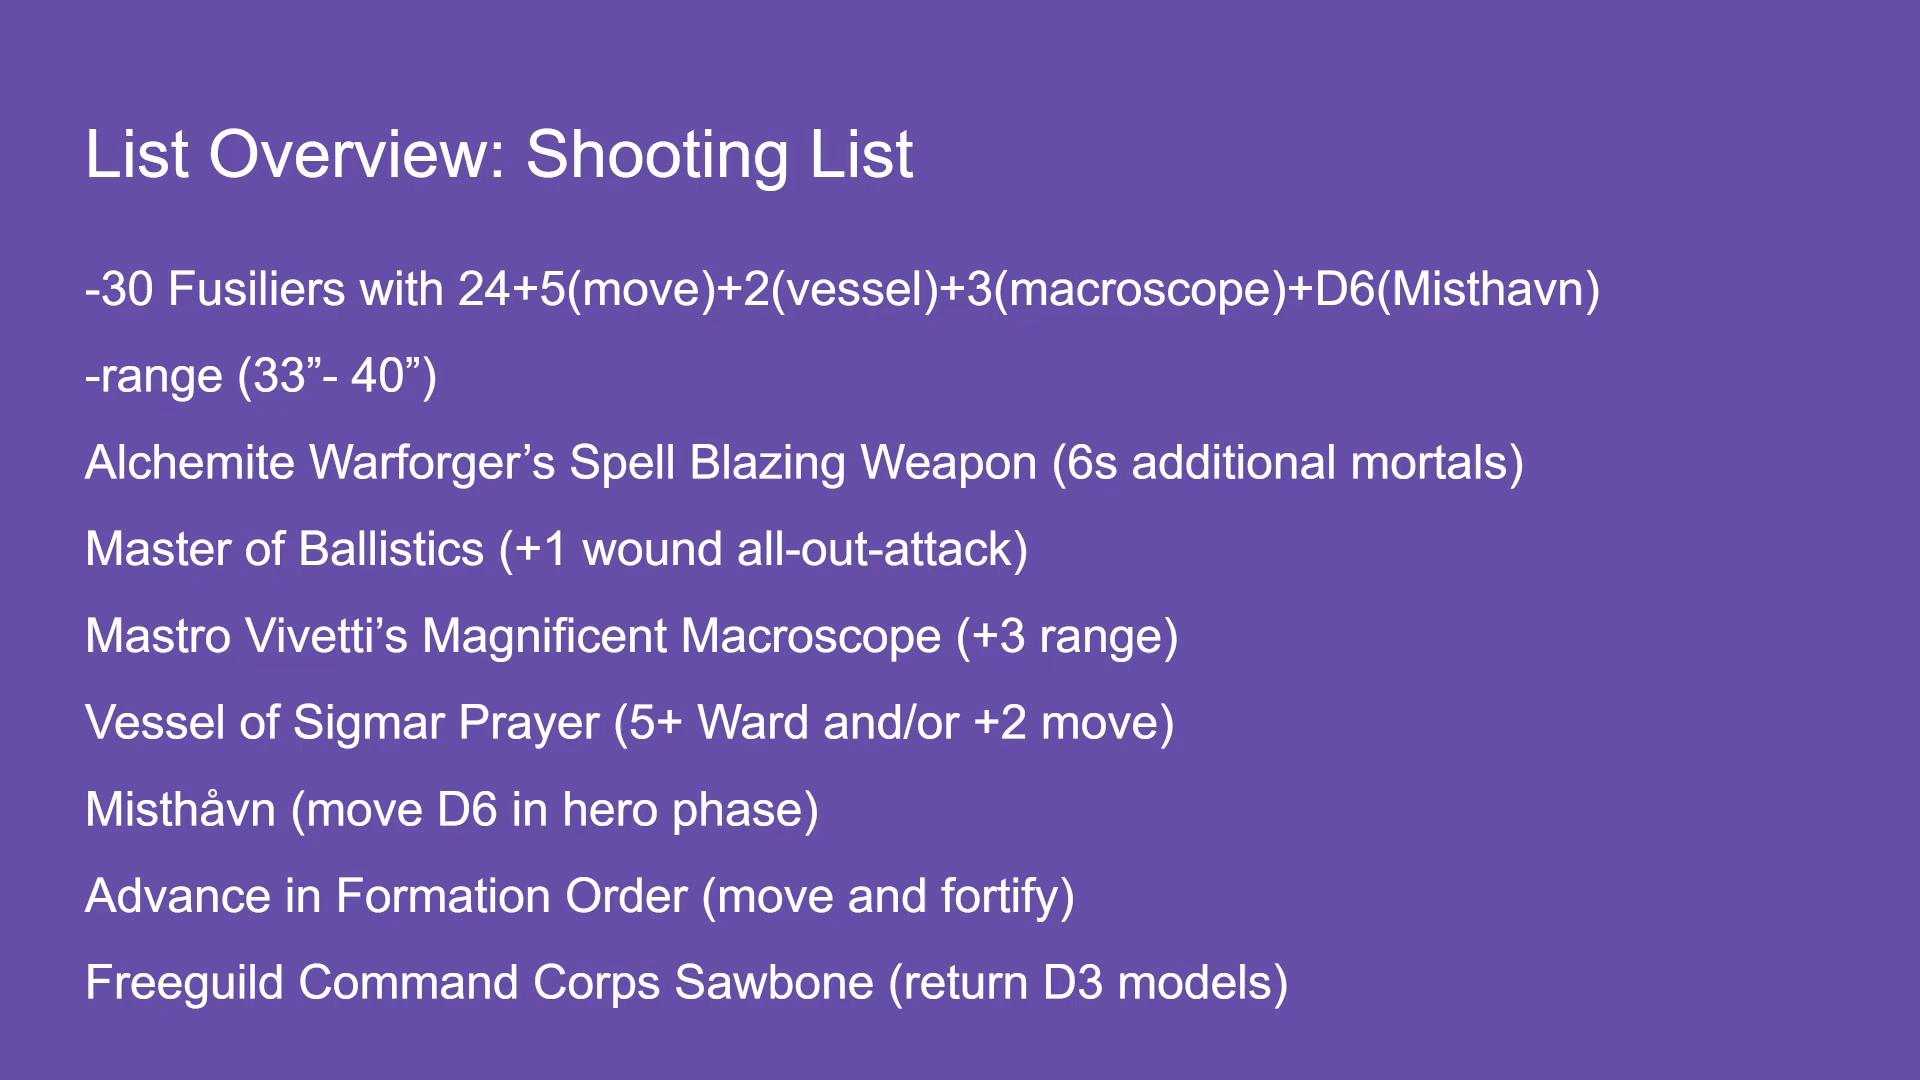 List Overview: Shooting List
-30 Fusiliers with 24+5(move)+2(vessel)+3(macroscope)+D6(Misthavn)
-range (33”- 40”)
Alchemite Warforger’s Spell Blazing Weapon (6s additional mortals)
Master of Ballistics (+1 wound all-out-attack)
Mastro Vivetti’s Magnificent Macroscope (+3 range)
Vessel of Sigmar Prayer (5+ Ward and/or +2 move)
Misthåvn (move D6 in hero phase)
Advance in Formation Order (move and fortify)
Freeguild Command Corps Sawbone (return D3 models)